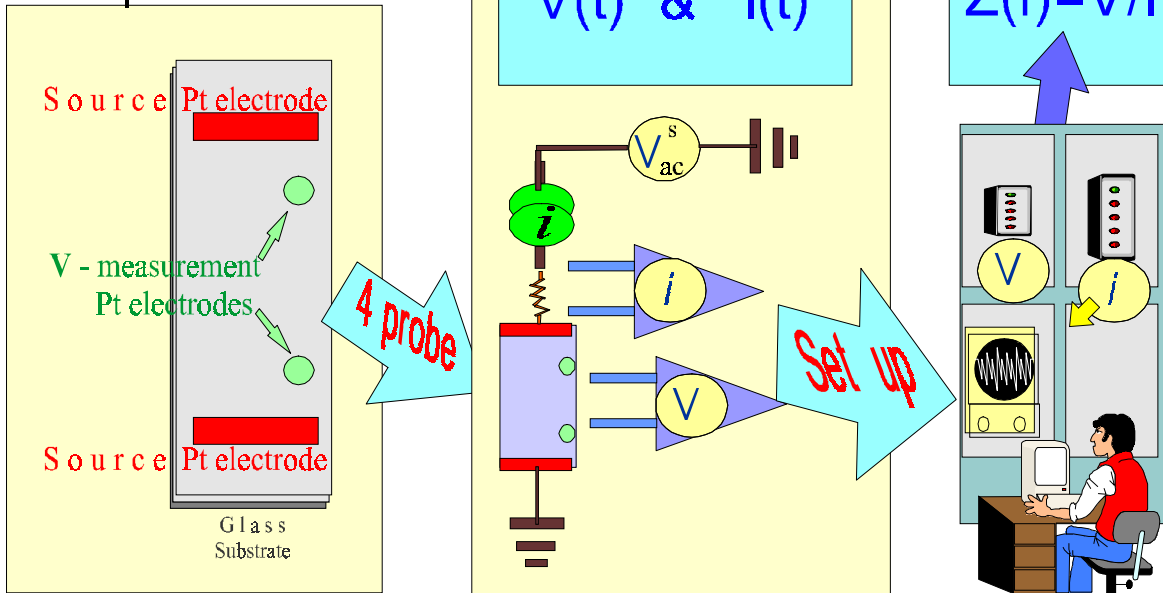 V(t) & I(t)
Z(f)=V/I
Source Pt electrode
V - measurement
Pt electrodes
Source Pt electrode
Glass
Substrate
4 probe
V s ac
i
i
V
Set up
V
i